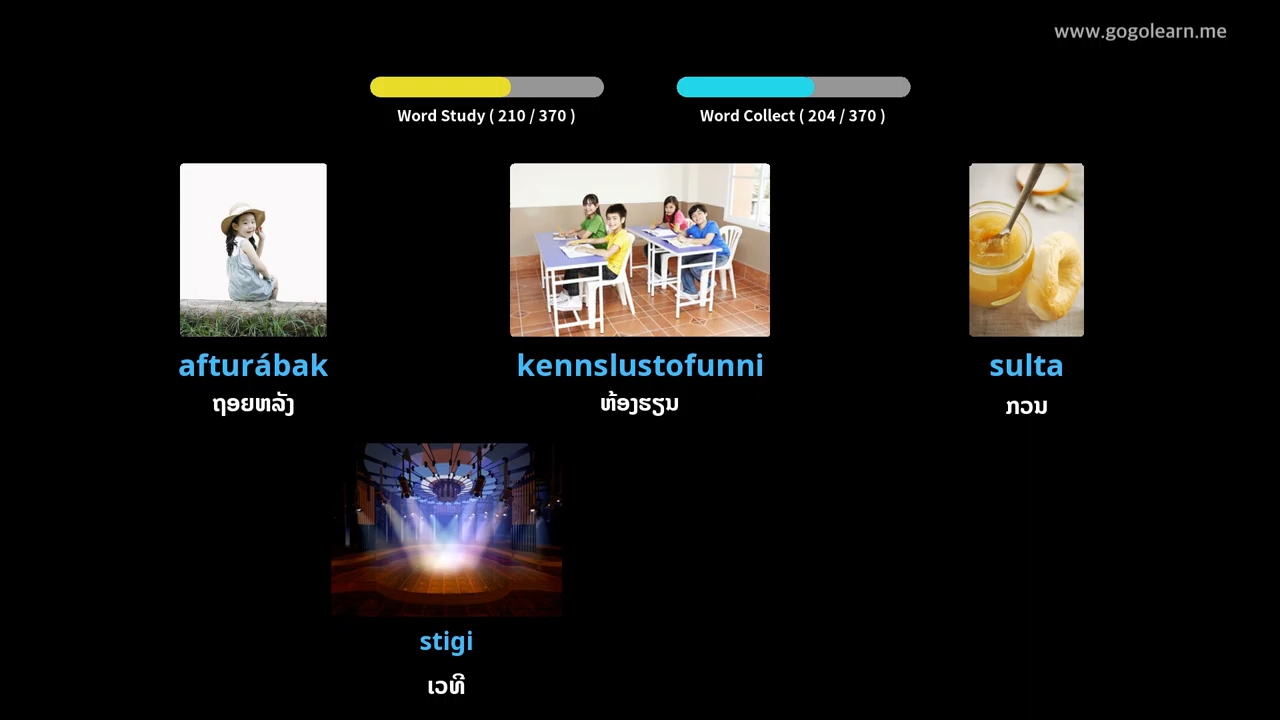 www.gogolearn.me
Word Study ( 210 / 370 )
Word Collect ( 204 / 370 )
afturábak
kennslustofunni
sulta
ຖອຍຫລັງ
ຫ້ອງຮຽນ
ກວນ
stigi
ເວທີ